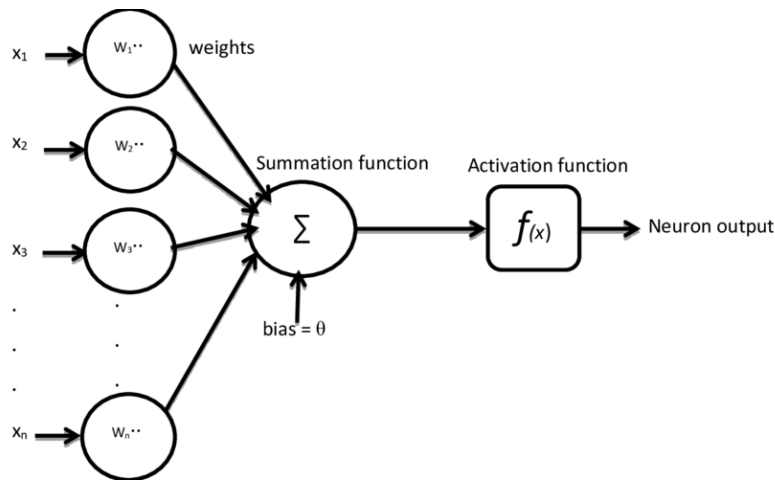 x₁
W₁..
weights
x₂
W₂..
Summation function
Activation function
x₃
W₃..
Σ
f(x)
Neuron output
bias = θ
. .
. .
. .
xₙ
Wₙ..